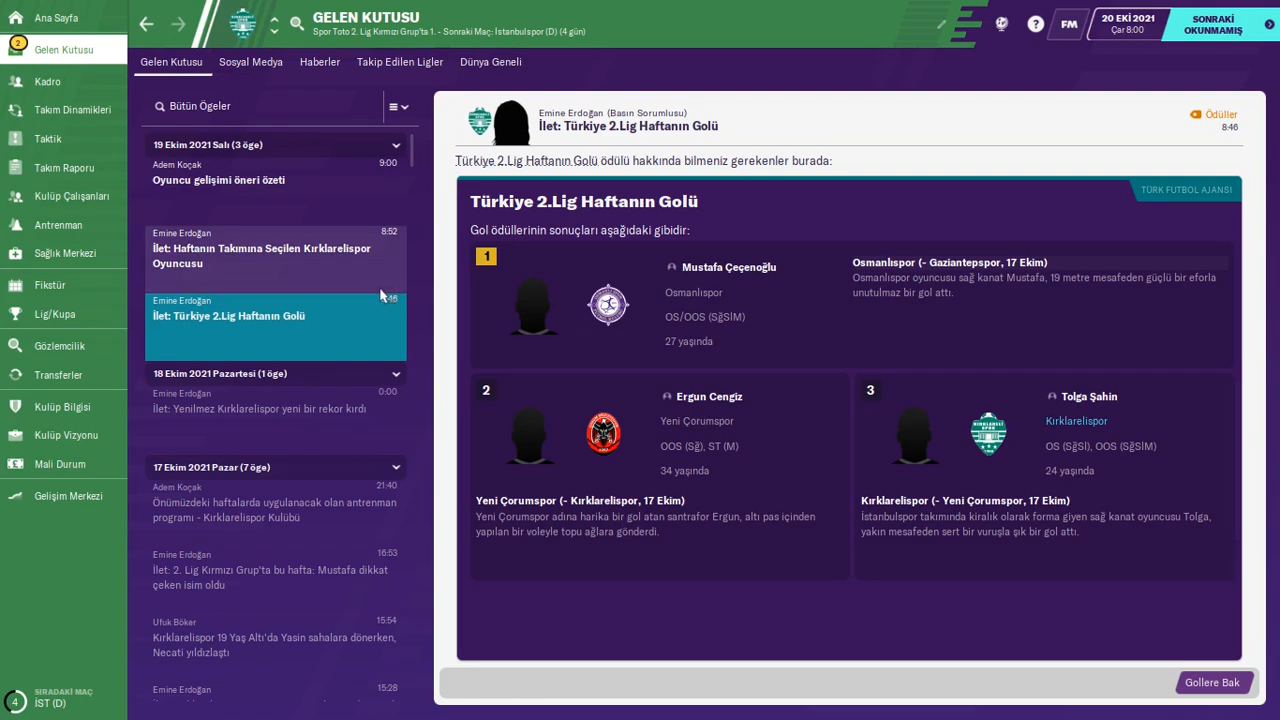 Ana Sayfa
2
Gelen Kutusu
Kadro
Takım Dinamikleri
Taktik
Takım Raporu
Kulüp Çalışanları
Antrenman
Sağlık Merkezi
Fikstür
Lig/Kupa
Gözlemcilik
Transferler
Kulüp Bilgisi
Kulüp Vizyonu
Mali Durum
Gelişim Merkezi
4
SIRADAKİ MAÇ
İST (D)
GELEN KUTUSU
Spor Toto 2. Lig Kırmızı Grup'ta 1. - Sonraki Maç: İstanbulspor (D) (4 gün)
?
FM
20 EKİ 2021
Çar 8:00
SONRAKİ
OKUNMAMIŞ
Gelen Kutusu
Sosyal Medya
Haberler
Takip Edilen Ligler
Dünya Geneli
Bütün Ögeler
19 Ekim 2021 Salı (3 öge)
Adem Koçak 9:00
Oyuncu gelişimi öneri özeti
Emine Erdoğan 8:52
İlet: Haftanın Takımına Seçilen Kırklarelispor
Oyuncusu
Emine Erdoğan
İlet: Türkiye 2.Lig Haftanın Golü
18 Ekim 2021 Pazartesi (1 öge)
Emine Erdoğan 0:00
İlet: Yenilmez Kırklarelispor yeni bir rekor kırdı
17 Ekim 2021 Pazar (7 öge)
Adem Koçak 21:40
Önümüzdeki haftalarda uygulanacak olan antrenman
programı - Kırklarelispor Kulübü
Emine Erdoğan 16:53
İlet: 2. Lig Kırmızı Grup'ta bu hafta: Mustafa dikkat
çeken isim oldu
Ufuk Böker 15:54
Kırklarelispor 19 Yaş Altı'da Yasin sahalara dönerken,
Necati yıldızlaştı
Emine Erdoğan 15:28
Emine Erdoğan (Basın Sorumlusu)
İlet: Türkiye 2.Lig Haftanın Golü
Ödüller
8:46
Türkiye 2.Lig Haftanın Golü ödülü hakkında bilmeniz gerekenler burada:
TÜRK FUTBOL AJANSI
Türkiye 2.Lig Haftanın Golü
Gol ödüllerinin sonuçları aşağıdaki gibidir:
1
Mustafa Çeçenoğlu
Osmanlıspor
OS/OOS (SğSlM)
27 yaşında
Osmanlıspor (- Gaziantepspor, 17 Ekim)
Osmanlıspor oyuncusu sağ kanat Mustafa, 19 metre mesafeden güçlü bir eforla
unutulmaz bir gol attı.
2
Ergun Cengiz
Yeni Çorumspor
OOS (Sğ), ST (M)
34 yaşında
Yeni Çorumspor (- Kırklarelispor, 17 Ekim)
Yeni Çorumspor adına harika bir gol atan santrafor Ergun, altı pas içinden
yapılan bir voleyle topu ağlara gönderdi.
3
Tolga Şahin
Kırklarelispor
OS (SğSl), OOS (SğSlM)
24 yaşında
Kırklarelispor (- Yeni Çorumspor, 17 Ekim)
İstanbulspor takımında kiralık olarak forma giyen sağ kanat oyuncusu Tolga,
yakın mesafeden sert bir vuruşla şık bir gol attı.
Gollere Bak